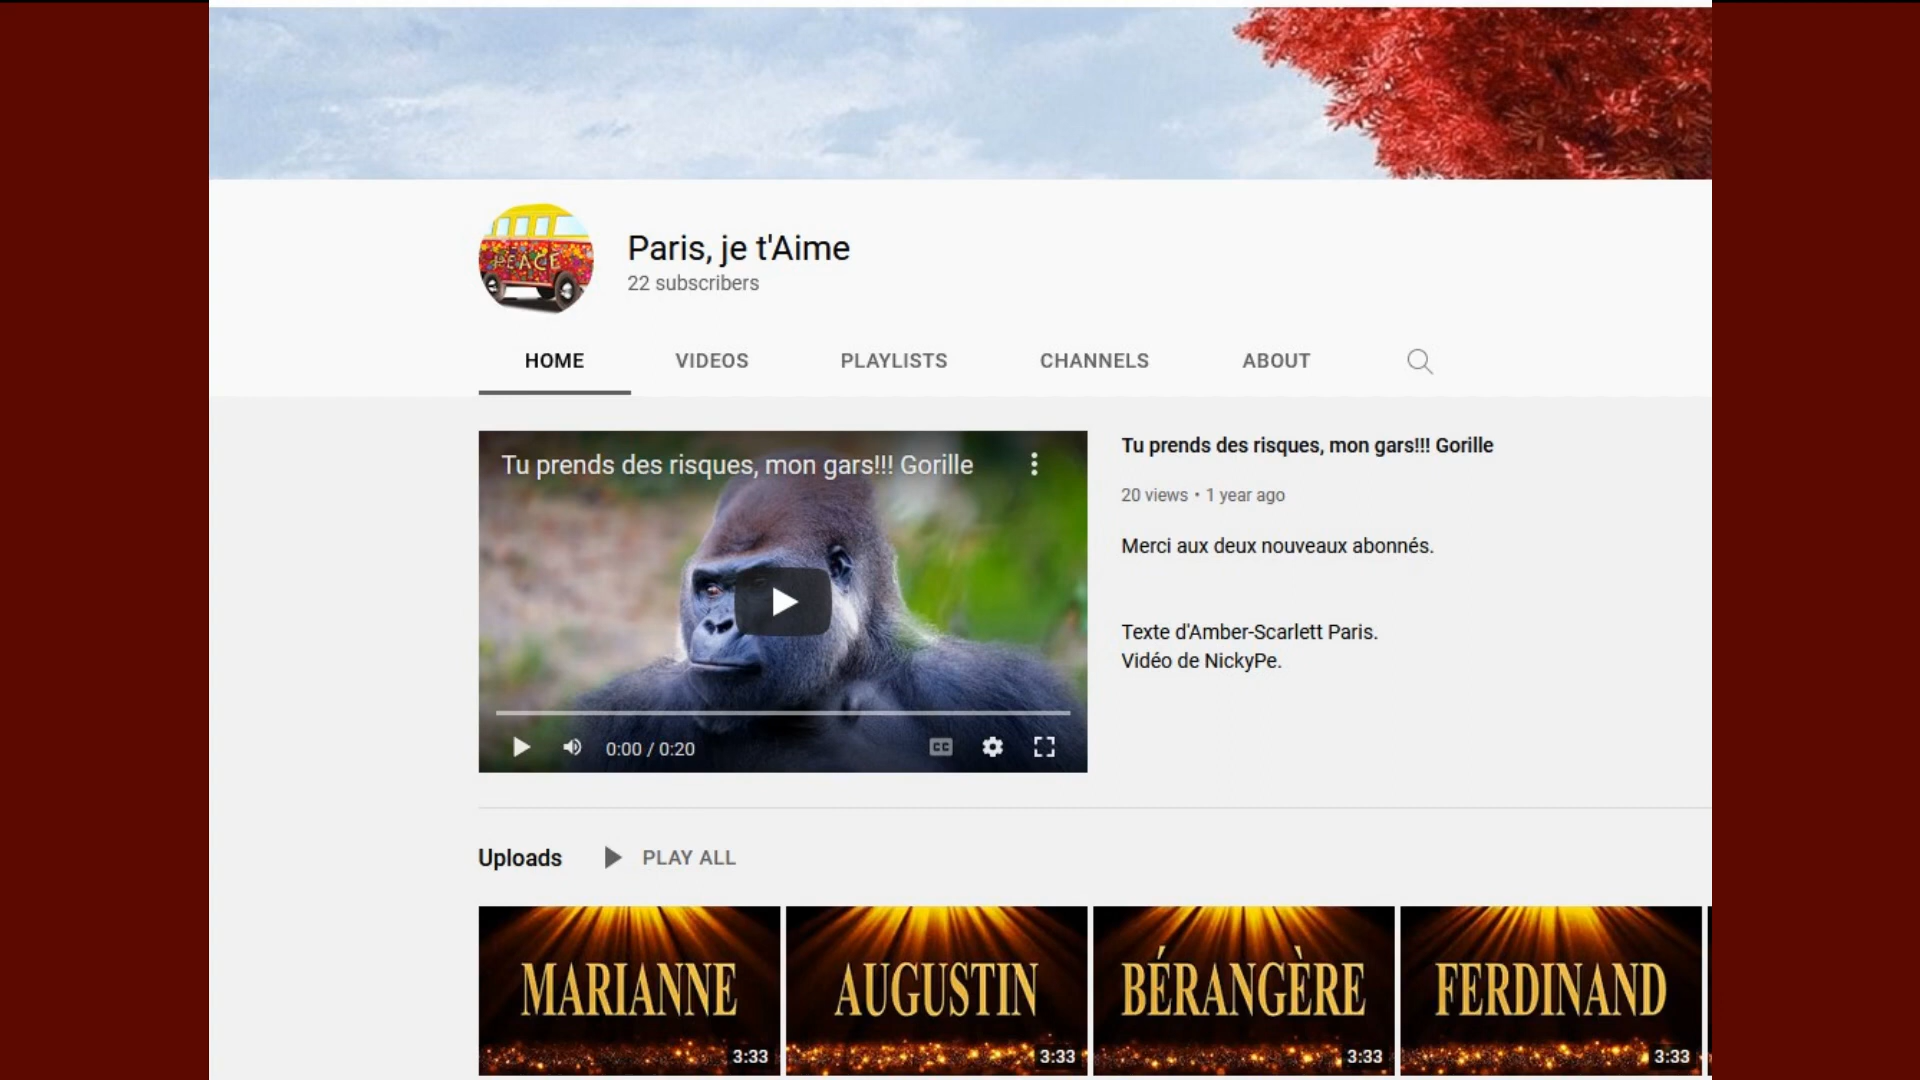 PEACE
Paris, je t'Aime
22 subscribers
HOME VIDEOS PLAYLISTS CHANNELS ABOUT
Tu prends des risques, mon gars!!! Gorille
0:00 / 0:20
CC
Tu prends des risques, mon gars!!! Gorille
20 views • 1 year ago
Merci aux deux nouveaux abonnés.
Texte d'Amber-Scarlett Paris.
Vidéo de NickyPe.
Uploads PLAY ALL
MARIANNE
3:33
AUGUSTIN
3:33
BÉRANGÈRE
3:33
FERDINAND
3:33